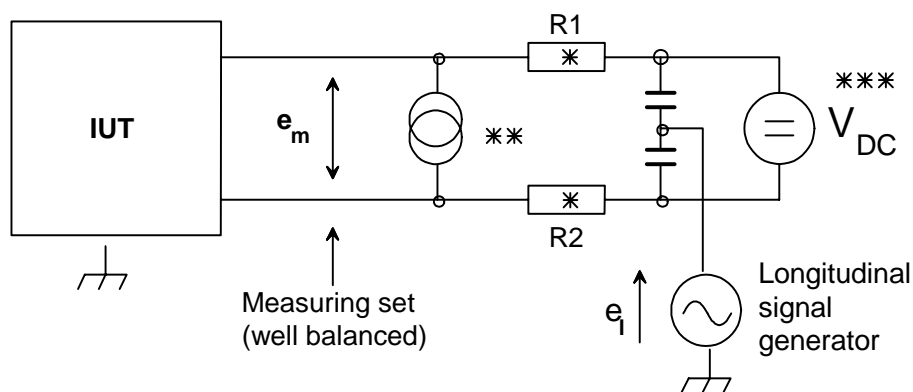 R1
IUT
e m
**
***
V DC
R2
Measuring set
(well balanced)
e l
Longitudinal
signal
generator